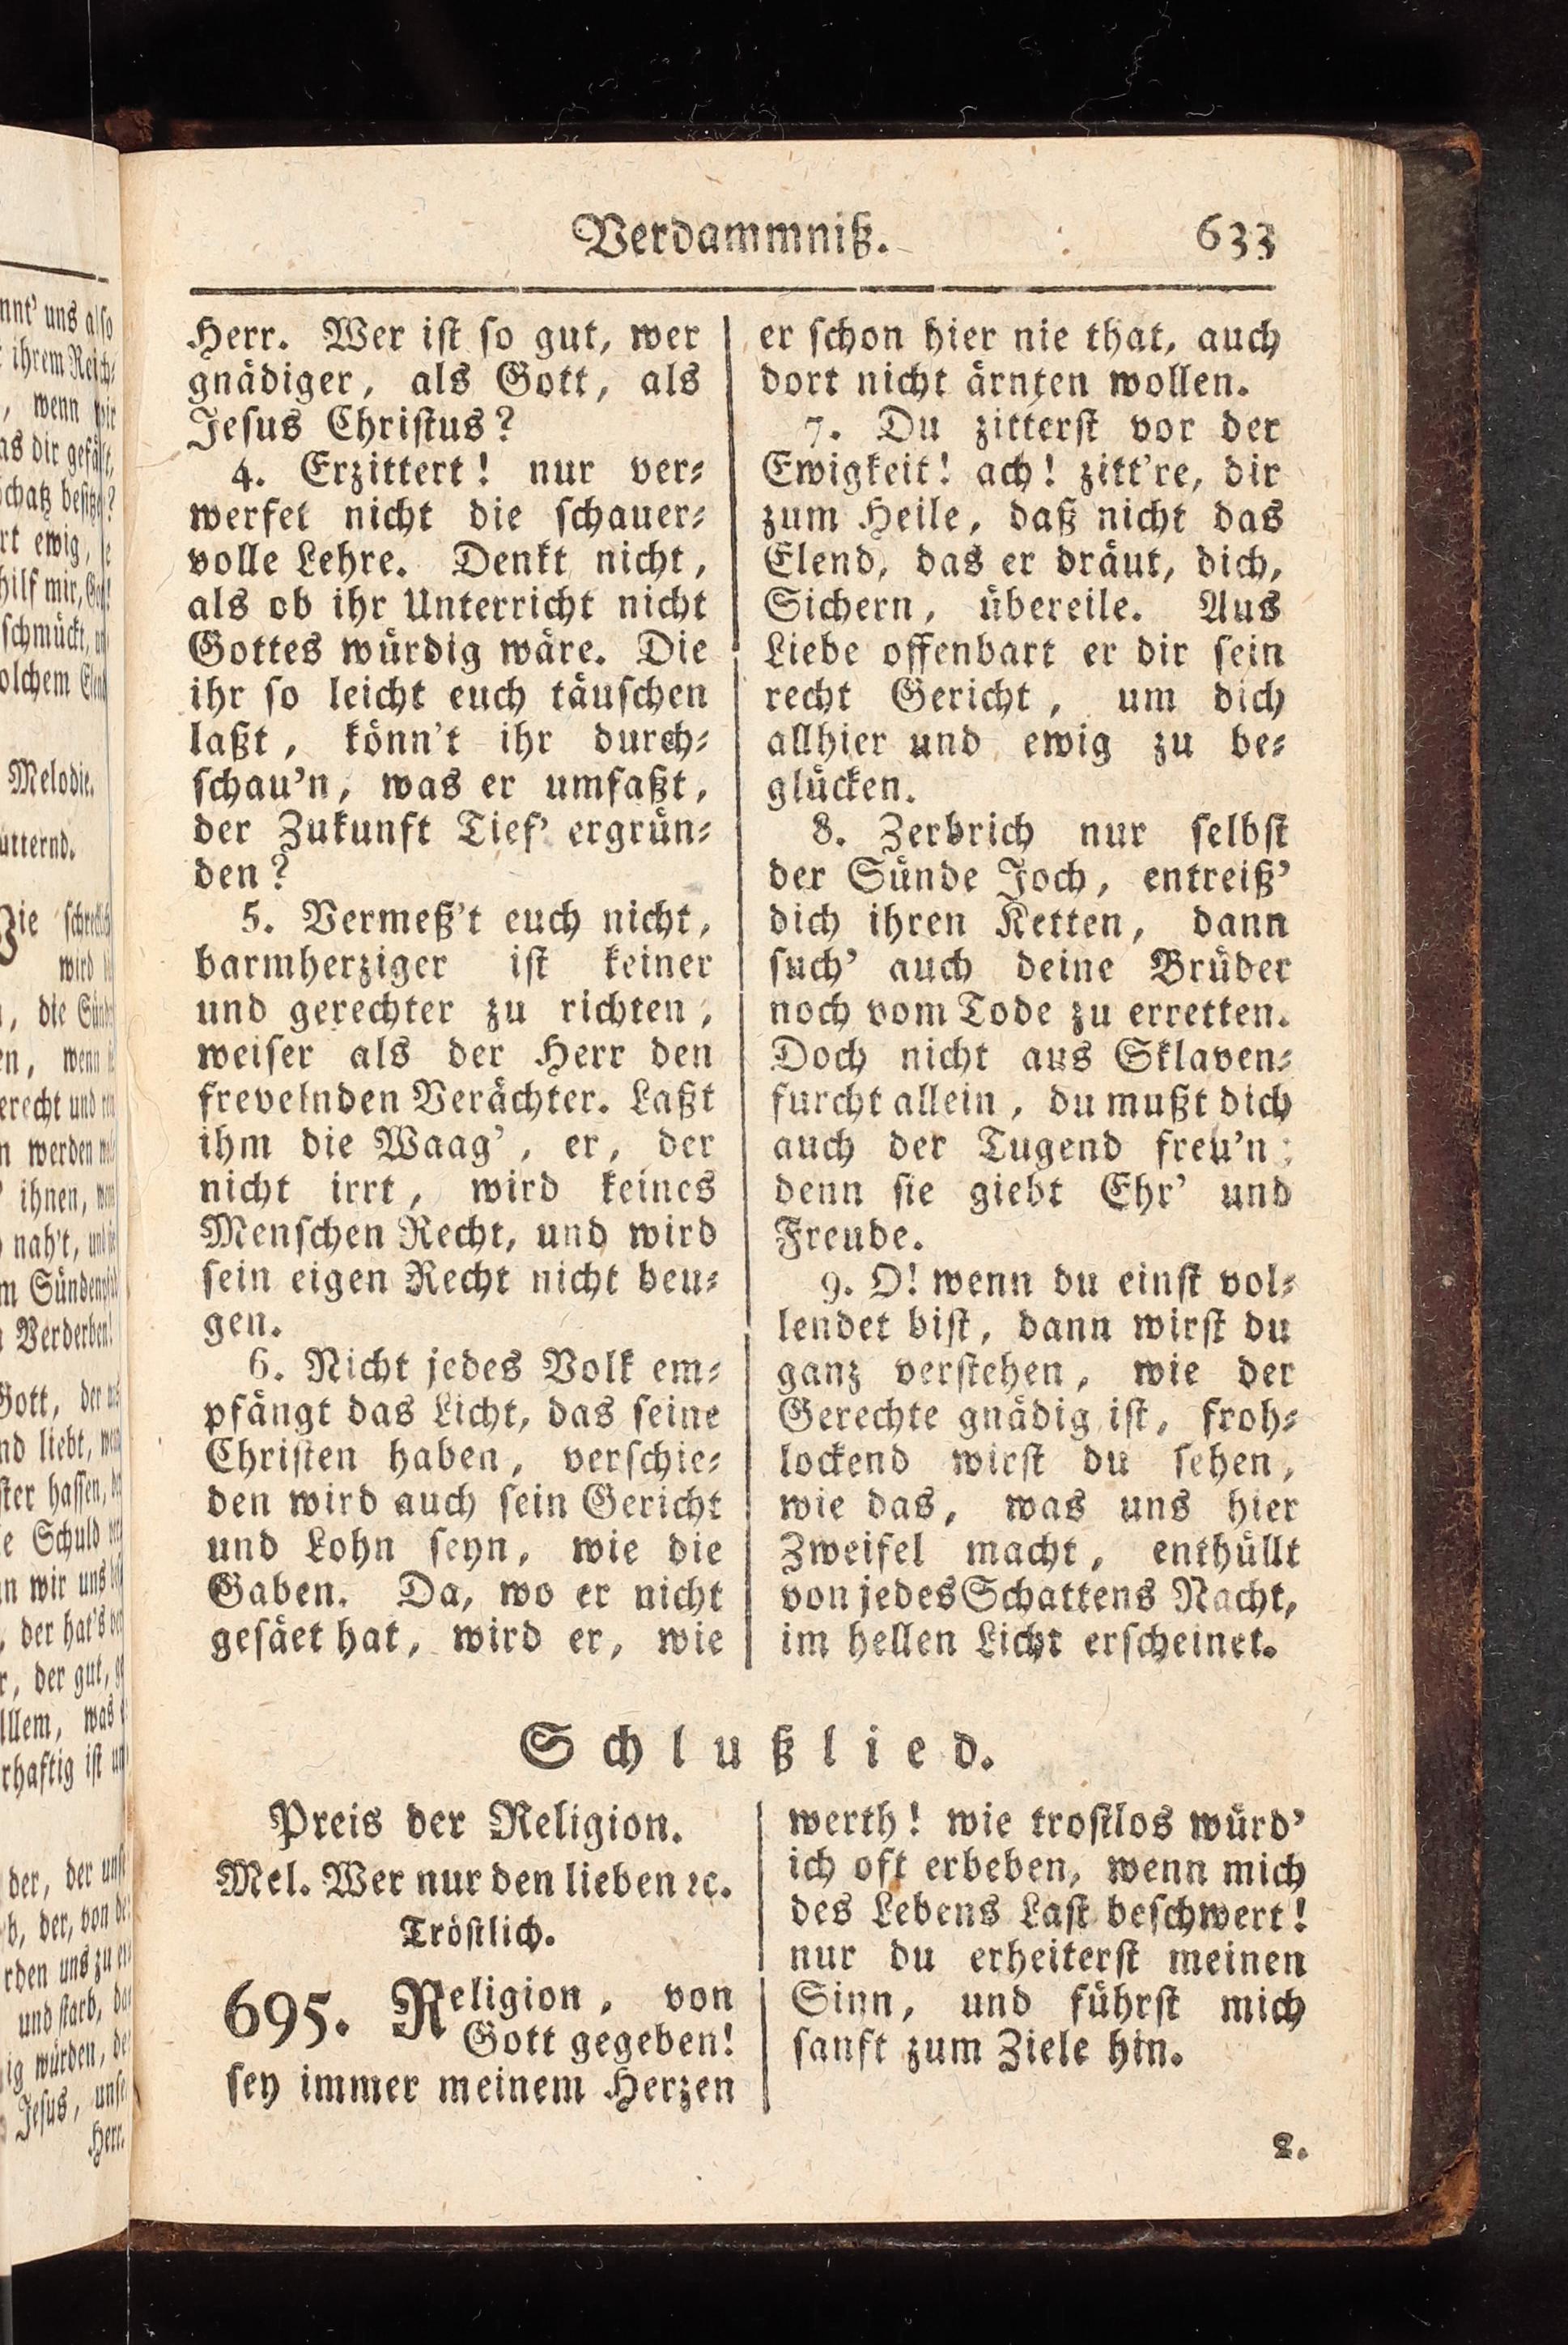 Verdammniß. 633
Herr. Wer ist so gut, wer
gnädiger, als Gott, als
Jesus Christus?
4. Erzittert! nur ver-
werfet nicht die schauer-
volle Lehre. Denkt nicht,
als ob ihr Unterricht nicht
Gottes würdig wäre. Die
ihr so leicht euch täuschen
laßt, könn't ihr durch-
schau'n, was er umfaßt,
der Zukunft Tief' ergrün-
den?
5. Vermeß't euch nicht,
barmherziger ist keiner
und gerechter zu richten,
weiser als der Herr den
frevelnden Verächter. Laßt
ihm die Waag', er, der
nicht irrt, wird keines
Menschen Recht, und wird
sein eigen Recht nicht beu-
gen.
6. Nicht jedes Volk em-
pfängt das Licht, das seine
Christen haben, verschie-
den wird auch sein Gericht
und Lohn seyn, wie die
Gaben. Da, wo er nicht
gesäet hat, wird er, wie
er schon hier nie that, auch
dort nicht ärnten wollen.
7. Du zitterst vor der
Ewigkeit! ach! zitt're, dir
zum Heile, daß nicht das
Elend, das er dräut, dich,
Sichern, übereile. Aus
Liebe offenbart er dir sein
recht Gericht, um dich
allhier und ewig zu be-
glücken.
8. Zerbrich nur selbst
der Sünde Joch, entreiß'
dich ihren Ketten, dann
such' auch deine Brüder
noch vom Tode zu erretten.
Doch nicht aus Sklaven-
furcht allein, du mußt dich
auch der Tugend freu'n;
denn sie giebt Ehr' und
Freude.
9. O! wenn du einst vol-
lendet bist, dann wirst du
ganz verstehen, wie der
Gerechte gnädig ist, froh-
lockend wirst du sehen,
wie das, was uns hier
Zweifel macht, enthüllt
von jedes Schattens Nacht,
im hellen Licht erscheinet.
Schlußlied.
Preis der Religion.
Mel. Wer nur den lieben ꝛc.
Tröstlich.
695. Religion, von
Gott gegeben!
sey immer meinem Herzen
werth! wie trostlos würd'
ich oft erbeben, wenn mich
des Lebens Last beschwert!
nur du erheiterst meinen
Sinn, und führst mich
sanft zum Ziele hin.
2.